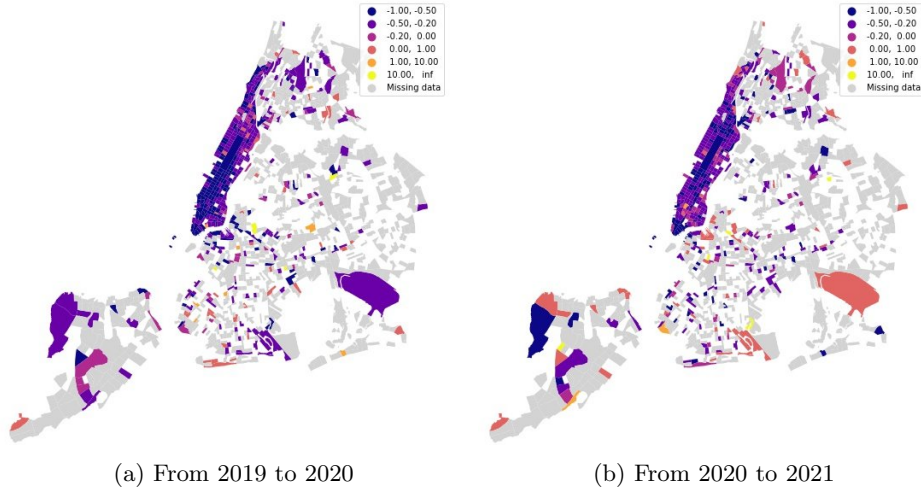 -1.00, -0.50
-0.50, -0.20
-0.20, 0.00
0.00, 1.00
1.00, 10.00
10.00, inf
Missing data
-1.00, -0.50
-0.50, -0.20
-0.20, 0.00
0.00, 1.00
1.00, 10.00
10.00, inf
Missing data
(a) From 2019 to 2020
(b) From 2020 to 2021